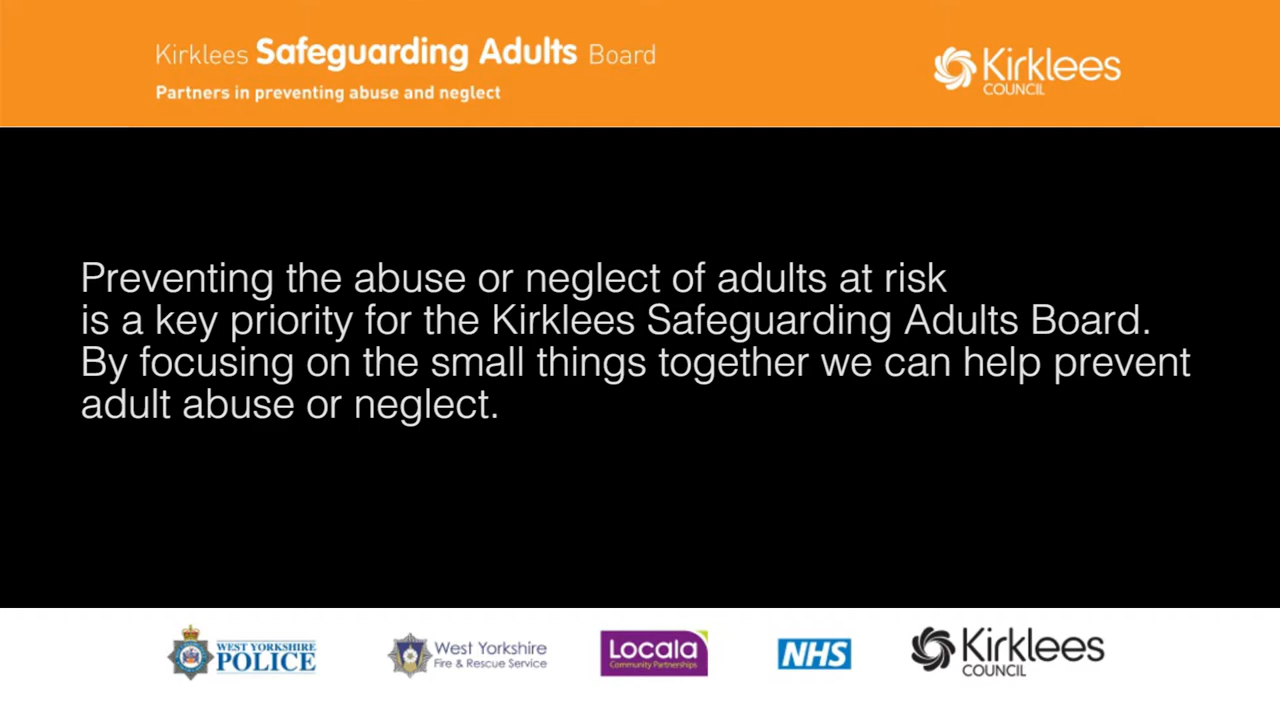 Kirklees Safeguarding Adults Board
Partners in preventing abuse and neglect
Kirklees
COUNCIL
Preventing the abuse or neglect of adults at risk
is a key priority for the Kirklees Safeguarding Adults Board.
By focusing on the small things together we can help prevent
adult abuse or neglect.
WEST YORKSHIRE
POLICE
West Yorkshire
Fire & Rescue Service
Locala
Community Partnerships
NHS
Kirklees
COUNCIL